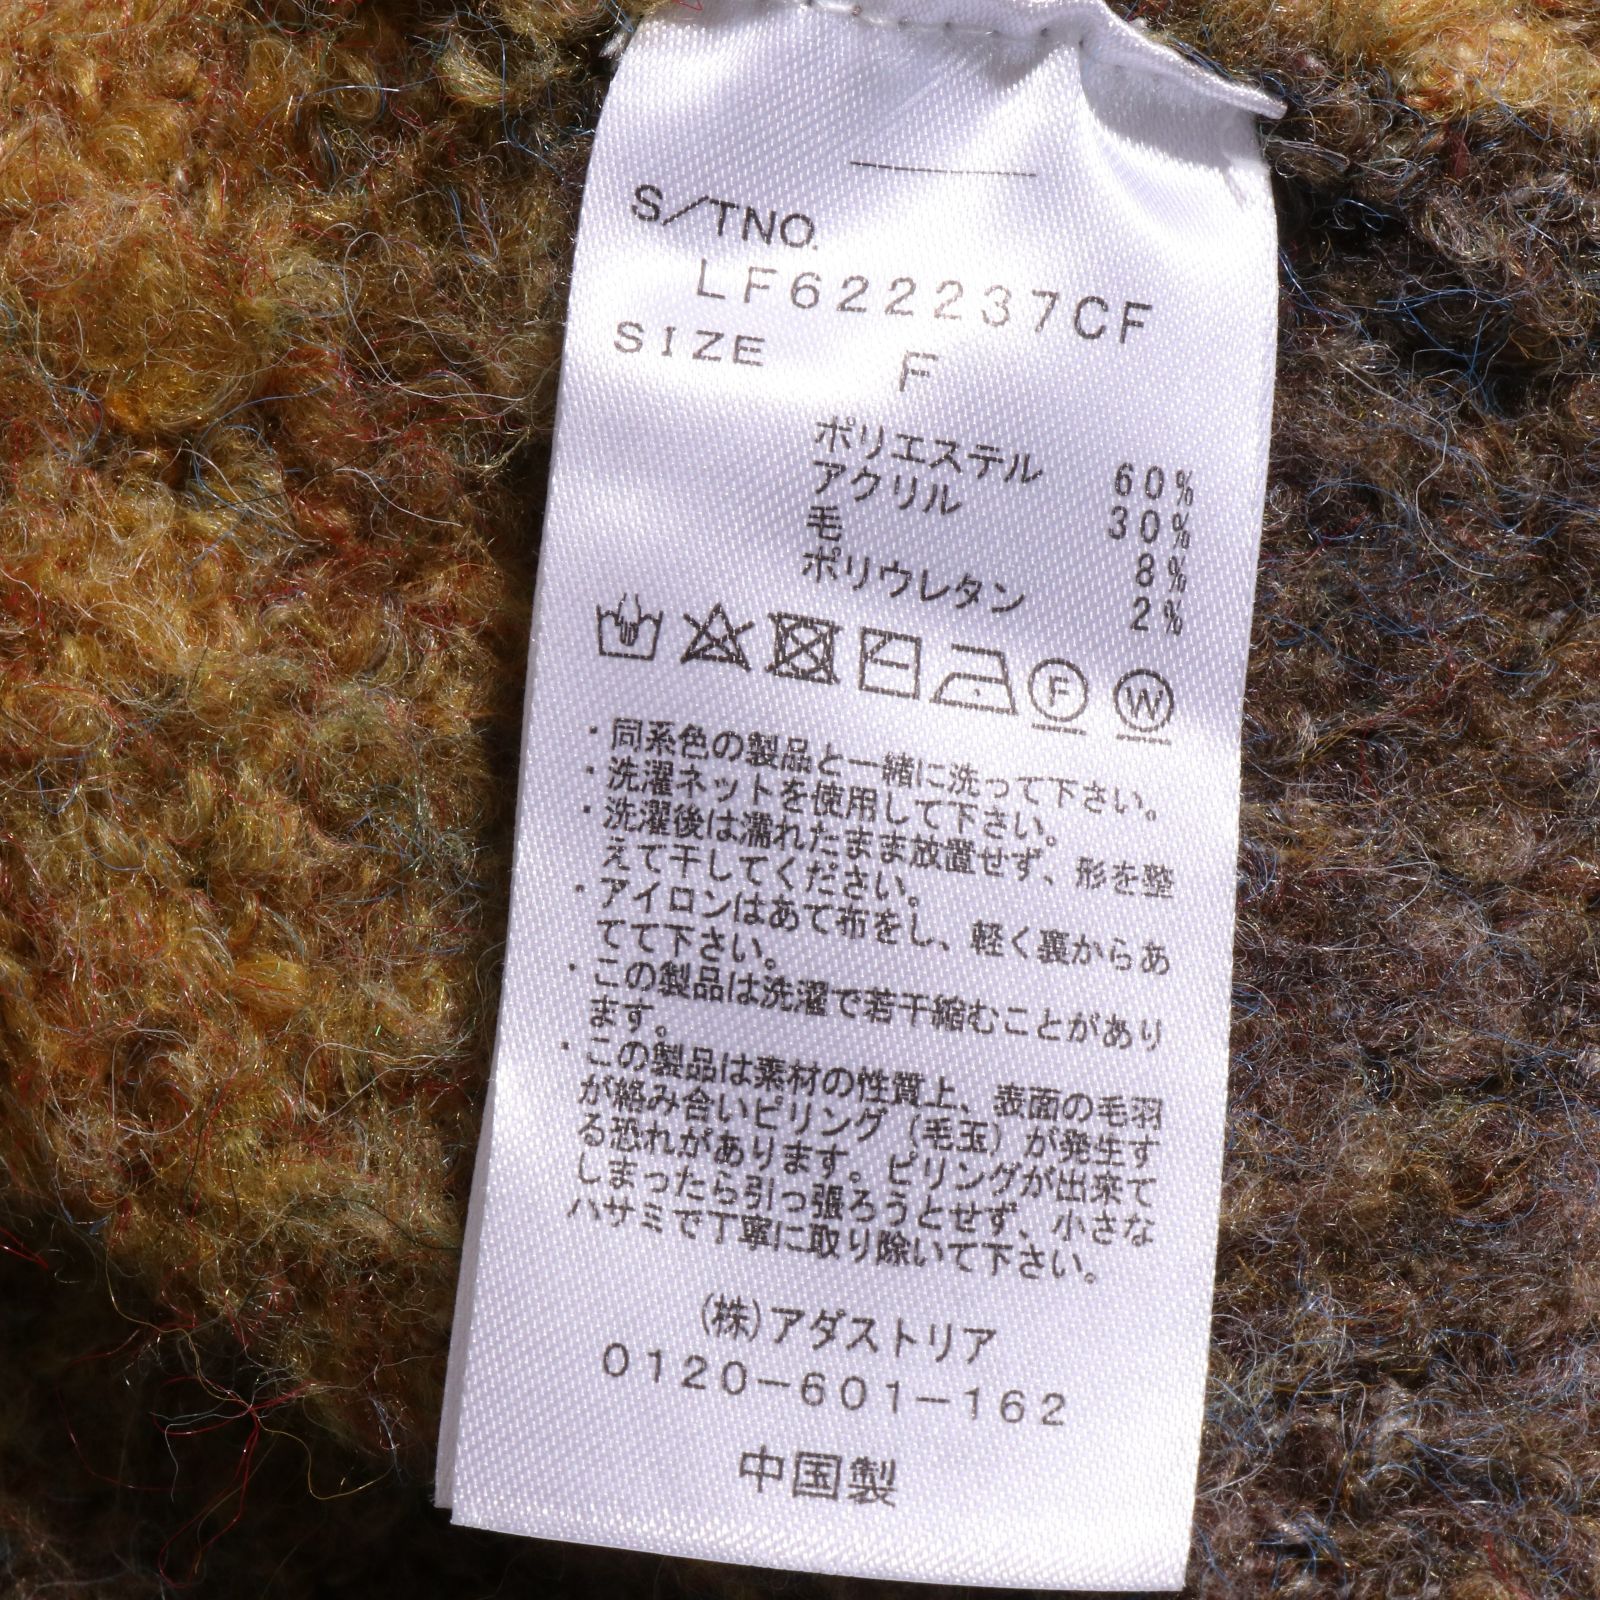 S/TNO.
LF622237CF
SIZE F
ポリエステル 60%
アクリル 30%
毛 8%
ポリウレタン 2%
F W
・同系色の製品と一緒に洗って下さい。
・洗濯ネットを使用して下さい。
・洗濯後は濡れたまま放置せず、形を整
えて干してください。
・アイロンはあて布をし、軽く裏からあ
てて下さい。
・この製品は洗濯で若干縮むことがあり
ます。
・この製品は素材の性質上、表面の毛羽
が絡み合いピリング（毛玉）が発生す
る恐れがあります。ピリングが出来て
しまったら引っ張ろうとせず、小さな
ハサミで丁寧に取り除いて下さい。
(株)アダストリア
0120-601-162
中国製